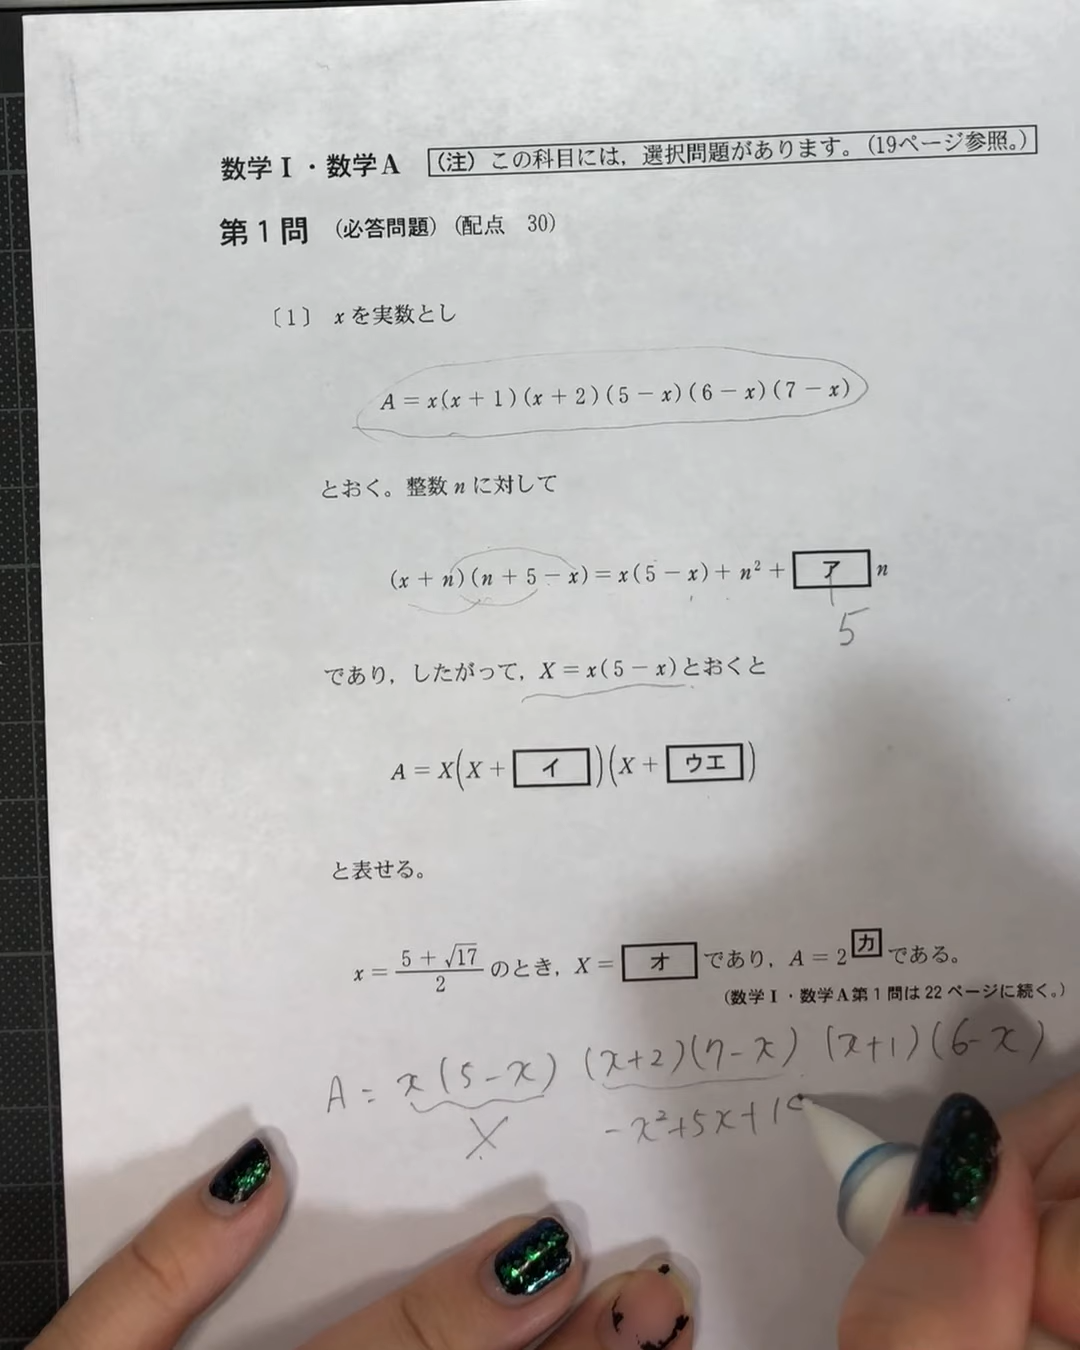 数学Ⅰ・数学A (注) この科目には，選択問題があります。(19ページ参照。)
第1問 (必答問題) (配点 30)
〔1〕 xを実数とし
A = x(x + 1)(x + 2)(5 − x)(6 − x)(7 − x)
とおく。整数 n に対して
(x + n)(n + 5 − x) = x(5 − x) + n² + ア n
5
であり，したがって，X = x(5 − x)とおくと
A = X(X + イ)(X + ウエ)
と表せる。
x = (5 + √17)/2 のとき，X = オ であり，A = 2^カ である。
(数学Ⅰ・数学A第1問は 22 ページに続く。)
A = x(5−x) (x+2)(7−x) (x+1)(6−x)
X −x²+5x+1